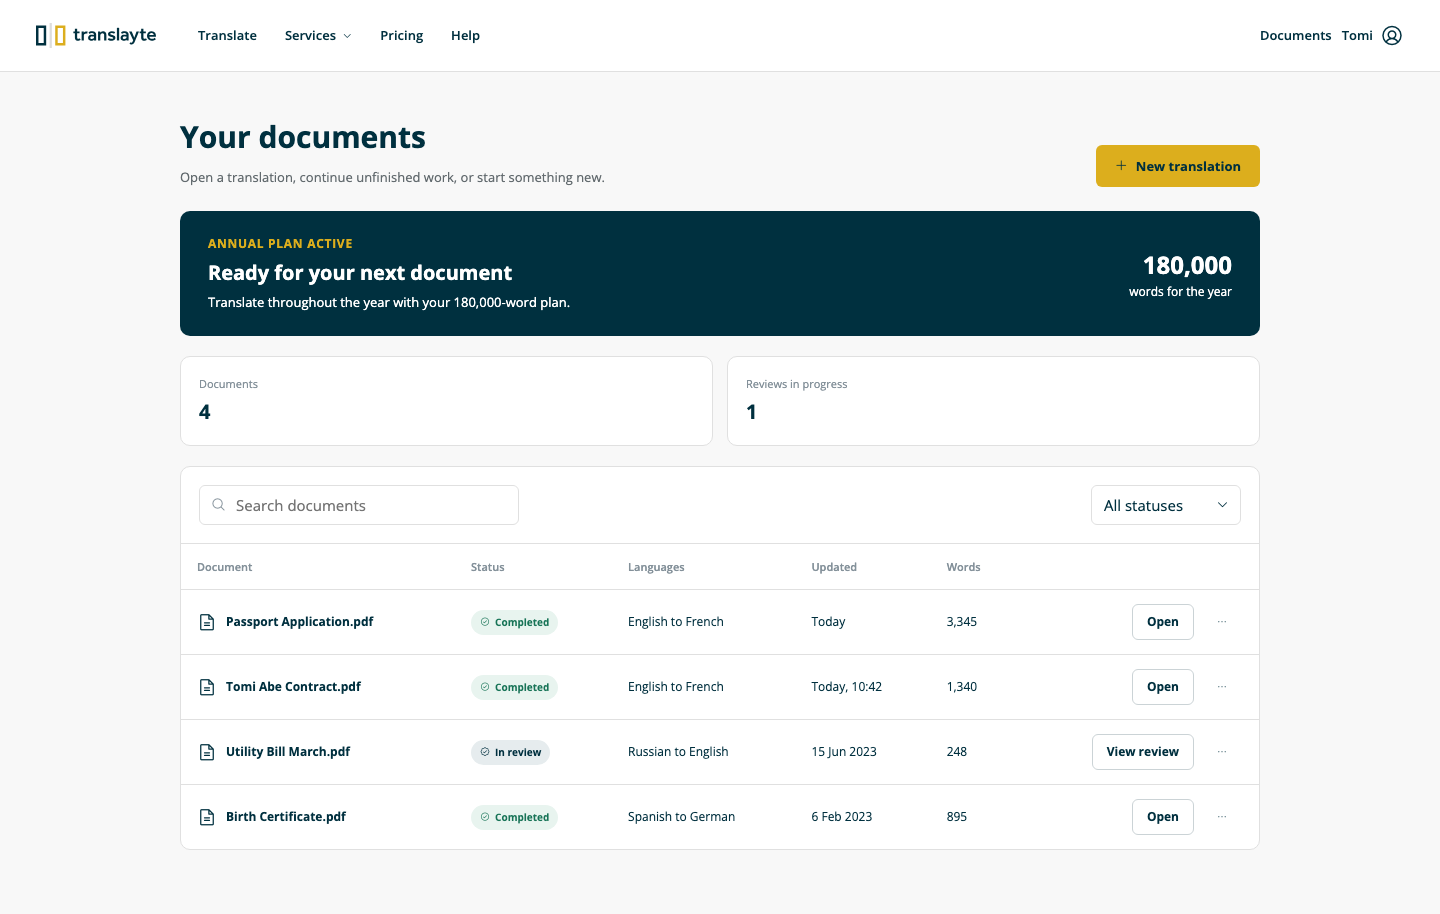 translayte
Translate
Services
Pricing
Help
Documents
Tomi
Your documents
Open a translation, continue unfinished work, or start something new.
+ New translation
ANNUAL PLAN ACTIVE
Ready for your next document
Translate throughout the year with your 180,000-word plan.
180,000
words for the year
Documents
4
Reviews in progress
1
Search documents
All statuses
Document Status Languages Updated Words
Passport Application.pdf Completed English to French Today 3,345 Open ...
Tomi Abe Contract.pdf Completed English to French Today, 10:42 1,340 Open ...
Utility Bill March.pdf In review Russian to English 15 Jun 2023 248 View review ...
Birth Certificate.pdf Completed Spanish to German 6 Feb 2023 895 Open ...